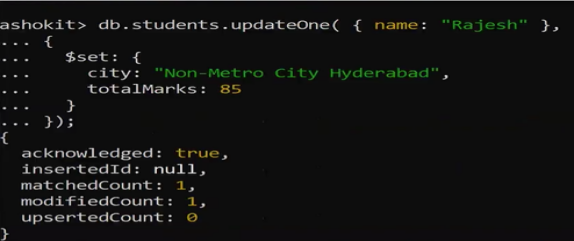 ashokit> db.students.updateOne( { name: "Rajesh" },
... {
...   $set: {
...     city: "Non-Metro City Hyderabad",
...     totalMarks: 85
...   }
... });
{
  acknowledged: true,
  insertedId: null,
  matchedCount: 1,
  modifiedCount: 1,
  upsertedCount: 0
}